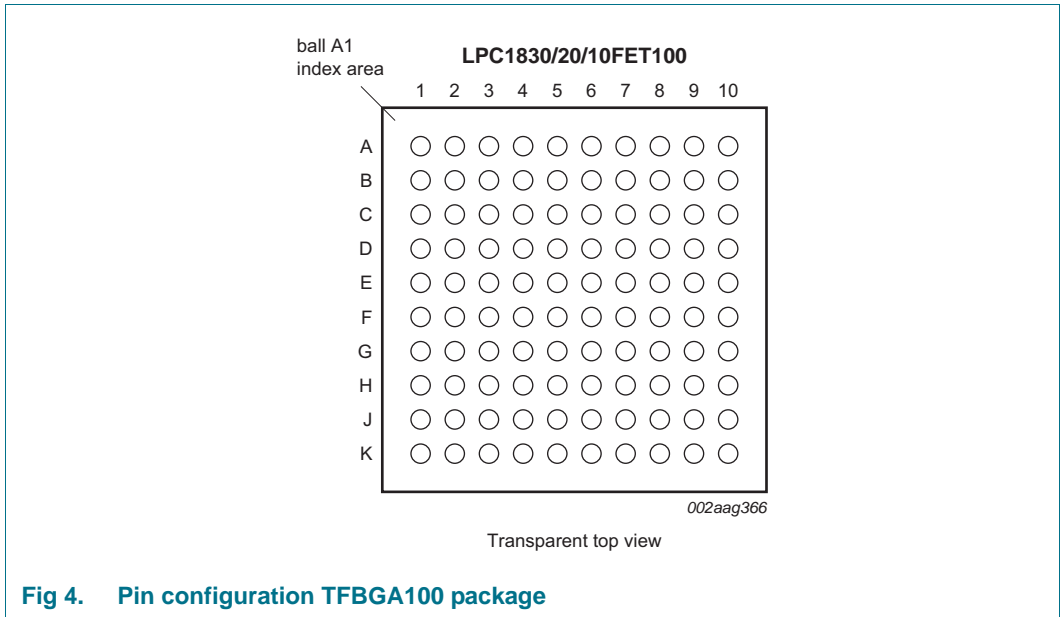 ball A1
index area
LPC1830/20/10FET100
1 2 3 4 5 6 7 8 9 10
A
B
C
D
E
F
G
H
J
K
002aag366
Transparent top view
Fig 4. Pin configuration TFBGA100 package